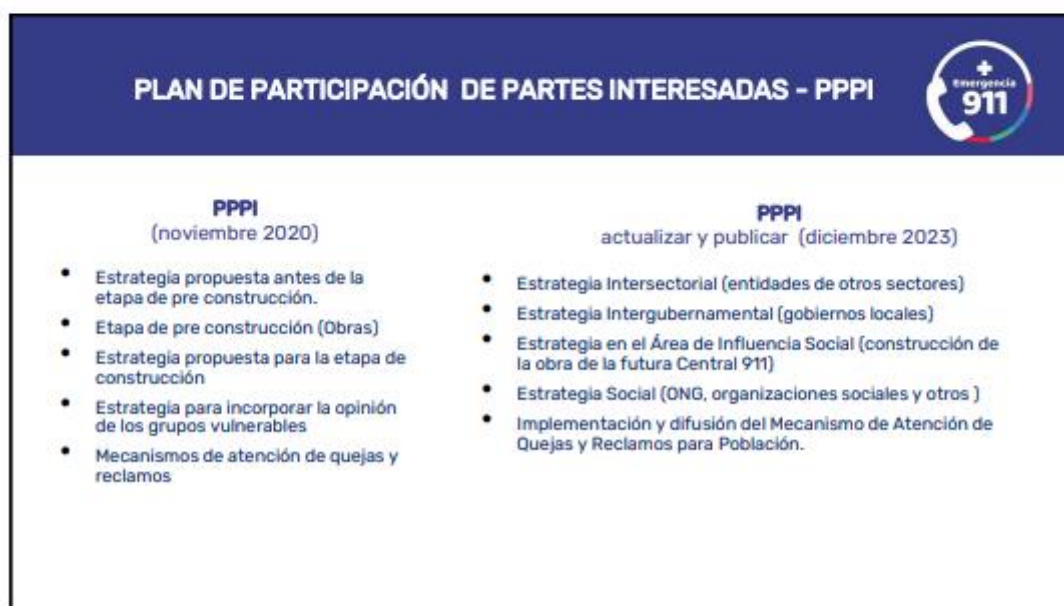 PLAN DE PARTICIPACIÓN DE PARTES INTERESADAS - PPPI
Emergencia
911
PPPI
(noviembre 2020)
• Estrategia propuesta antes de la
etapa de pre construcción.
• Etapa de pre construcción (Obras)
• Estrategia propuesta para la etapa de
construcción
• Estrategia para incorporar la opinión
de los grupos vulnerables
• Mecanismos de atención de quejas y
reclamos
PPPI
actualizar y publicar (diciembre 2023)
• Estrategia Intersectorial (entidades de otros sectores)
• Estrategia Intergubernamental (gobiernos locales)
• Estrategia en el Área de Influencia Social (construcción de
la obra de la futura Central 911)
• Estrategia Social (ONG, organizaciones sociales y otros )
• Implementación y difusión del Mecanismo de Atención de
Quejas y Reclamos para Población.